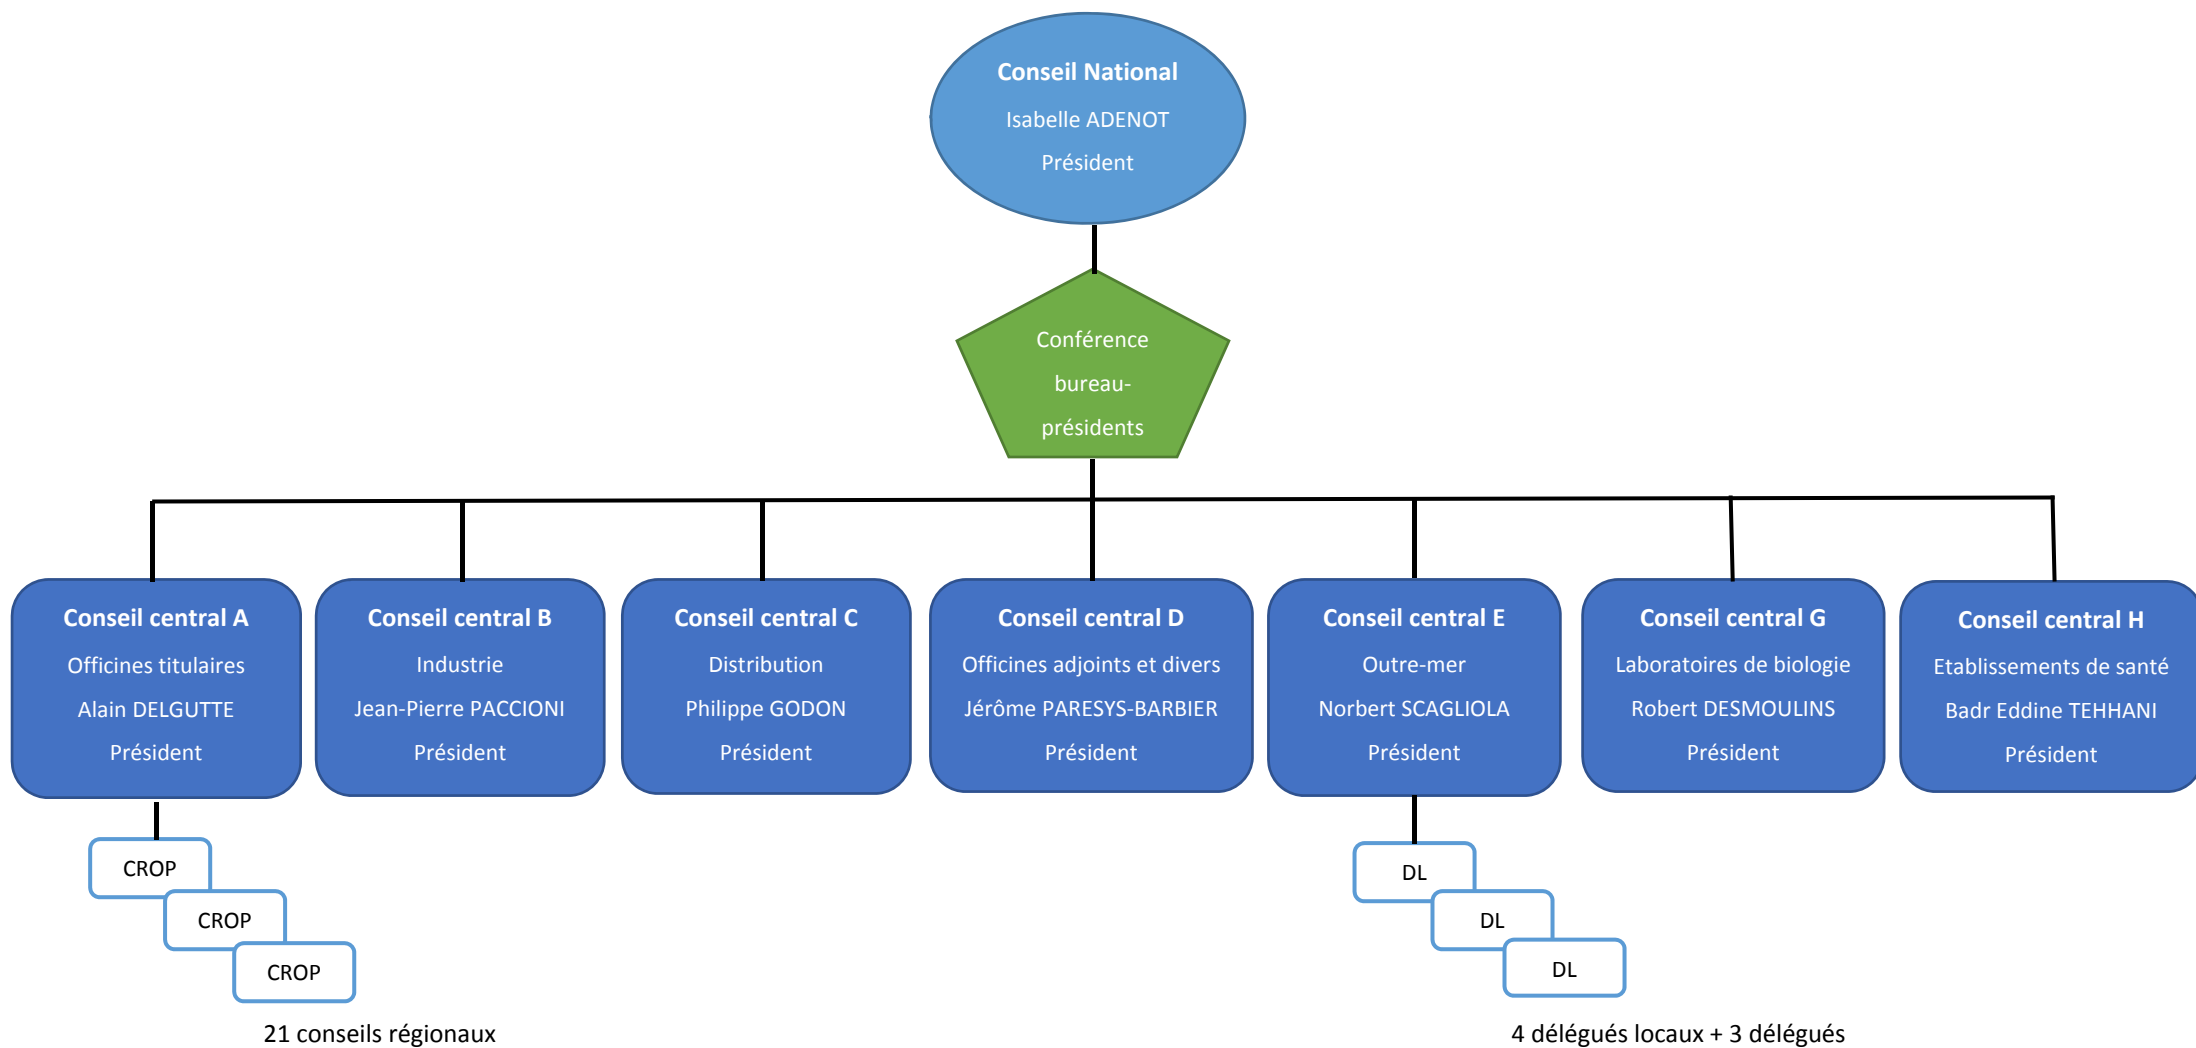 Conseil National
Isabelle ADENOT
Président
Conférence
bureau-
présidents
Conseil central A
Officines titulaires
Alain DELGUTTE
Président
Conseil central B
Industrie
Jean-Pierre PACCIONI
Président
Conseil central C
Distribution
Philippe GODON
Président
Conseil central D
Officines adjoints et divers
Jérôme PARESYS-BARBIER
Président
Conseil central E
Outre-mer
Norbert SCAGLIOLA
Président
Conseil central G
Laboratoires de biologie
Robert DESMOULINS
Président
Conseil central H
Etablissements de santé
Badr Eddine TEHHANI
Président
CROP
CROP
CROP
DL
DL
DL
21 conseils régionaux
4 délégués locaux + 3 délégués